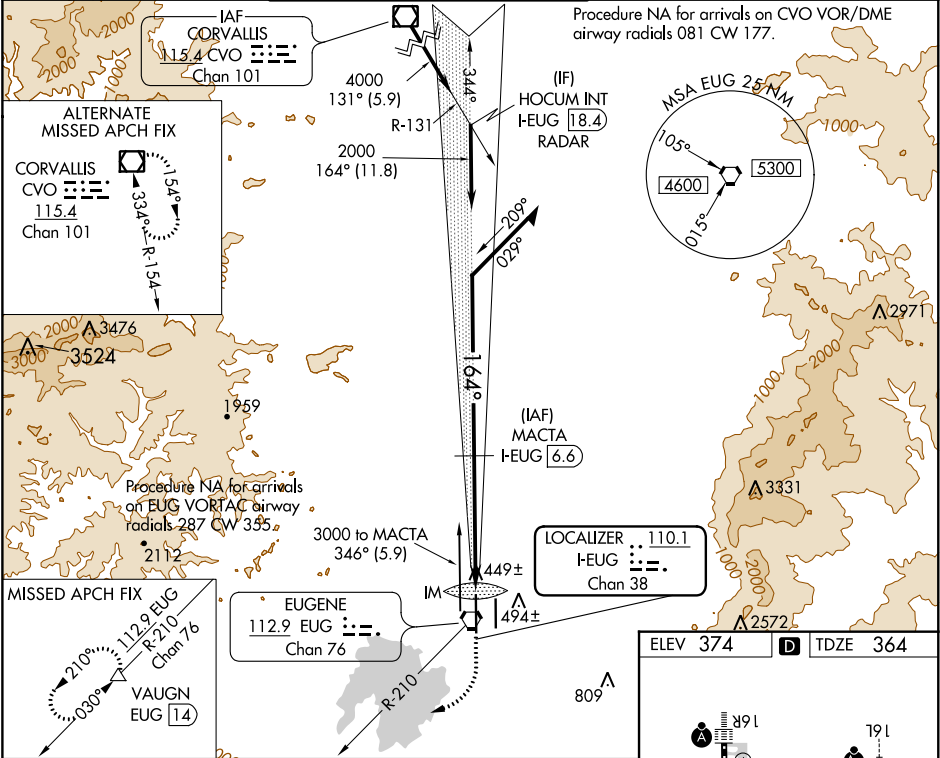 IAF
CORVALLIS
115.4 CVO
Chan 101
Procedure NA for arrivals on CVO VOR/DME
airway radials 081 CW 177.
2000
1000
ALTERNATE
MISSED APCH FIX
CORVALLIS
CVO
115.4
Chan 101
154°
334°
R-154
4000
131° (5.9)
R-131
344°
(IF)
HOCUM INT
I-EUG 18.4
RADAR
2000
164° (11.8)
MSA EUG 25 NM
105°
5300
4600
015°
1000
209°
029°
2000
3476
3000
3524
2971
1000
2000
164°
1959
(IAF)
MACTA
I-EUG 6.6
3331
Procedure NA for arrivals
on EUG VORTAC airway
radials 287 CW 355.
2112
3000 to MACTA
346° (5.9)
LOCALIZER 110.1
I-EUG
Chan 38
449±
IM
494±
2000
2572
MISSED APCH FIX
112.9 EUG
R-210
Chan 76
210°
030°
VAUGN
EUG 14
EUGENE
112.9 EUG
Chan 76
R-210
809
ELEV 374 D TDZE 364
16R
16L
A